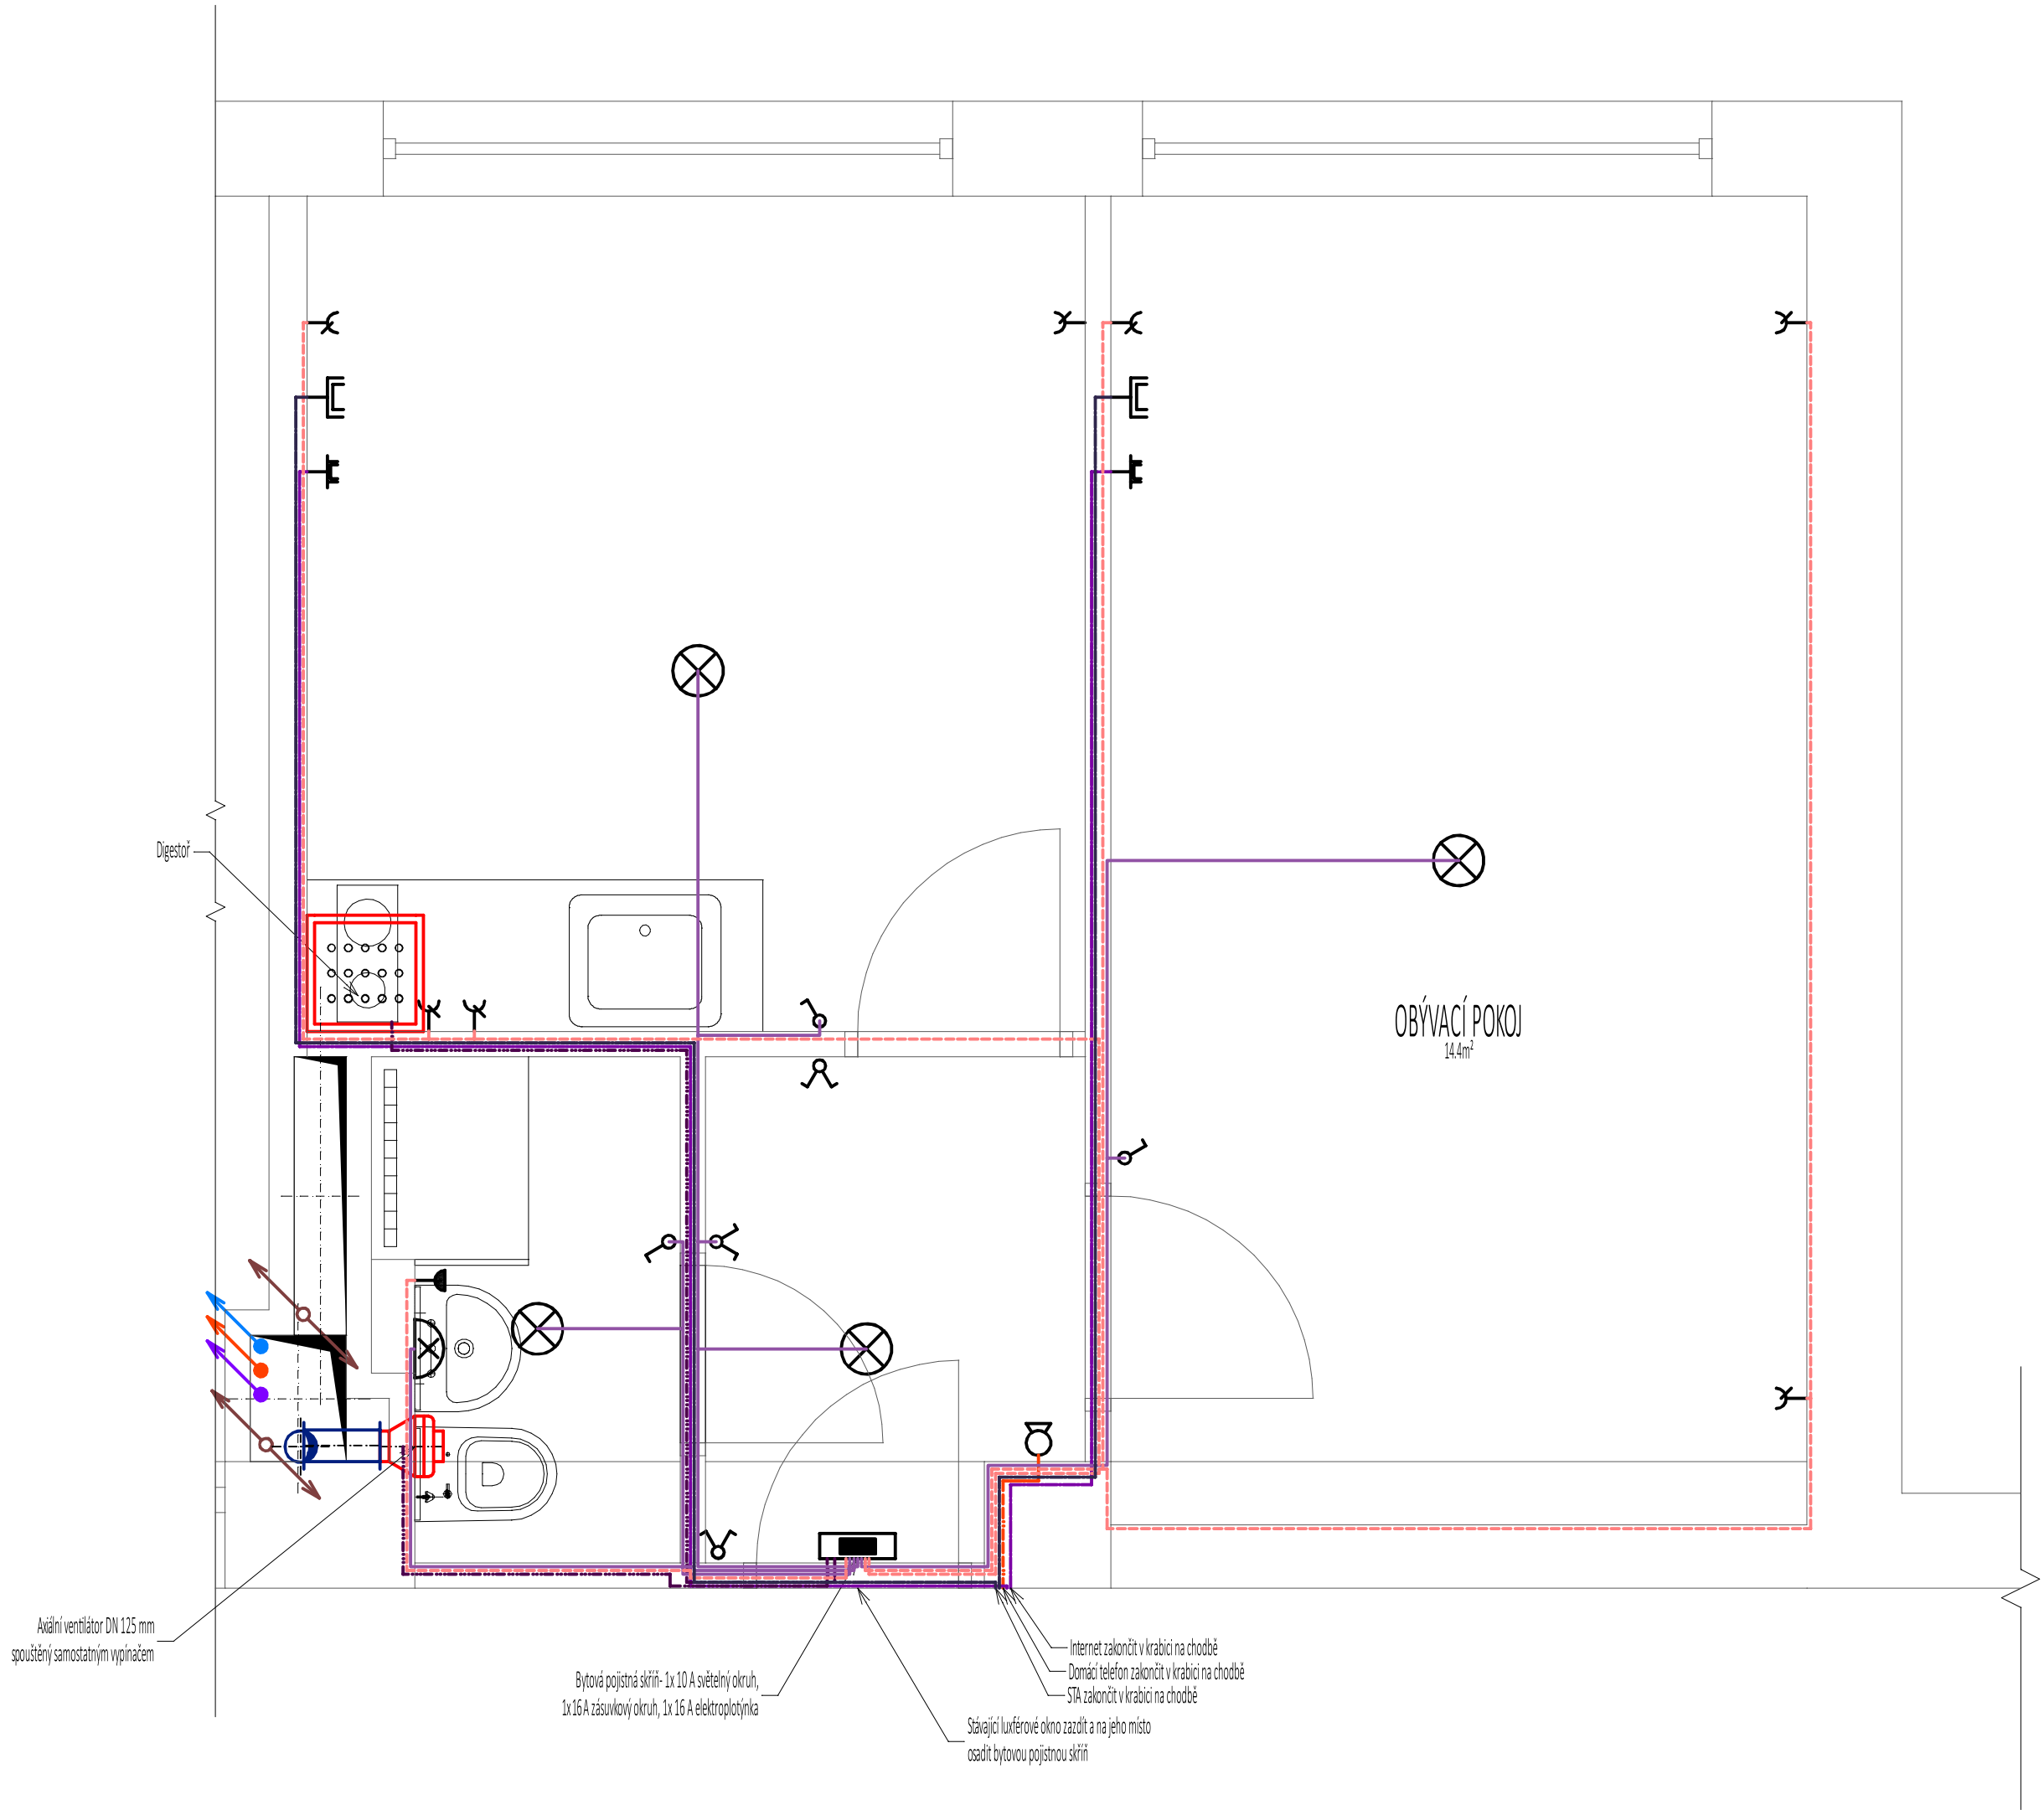 Digestoř
OBÝVACÍ POKOJ
14.4m²
Axiální ventilátor DN 125 mm
spouštěný samostatným vypínačem
Bytová pojistná skříň- 1x 10 A světelný okruh,
1x 16 A zásuvkový okruh, 1x 16 A elektroplotýnka
Internet zakončit v krabici na chodbě
Domácí telefon zakončit v krabici na chodbě
STA zakončit v krabici na chodbě
Stávající luxférové okno zazdít a na jeho místo
osadit bytovou pojistnou skříň